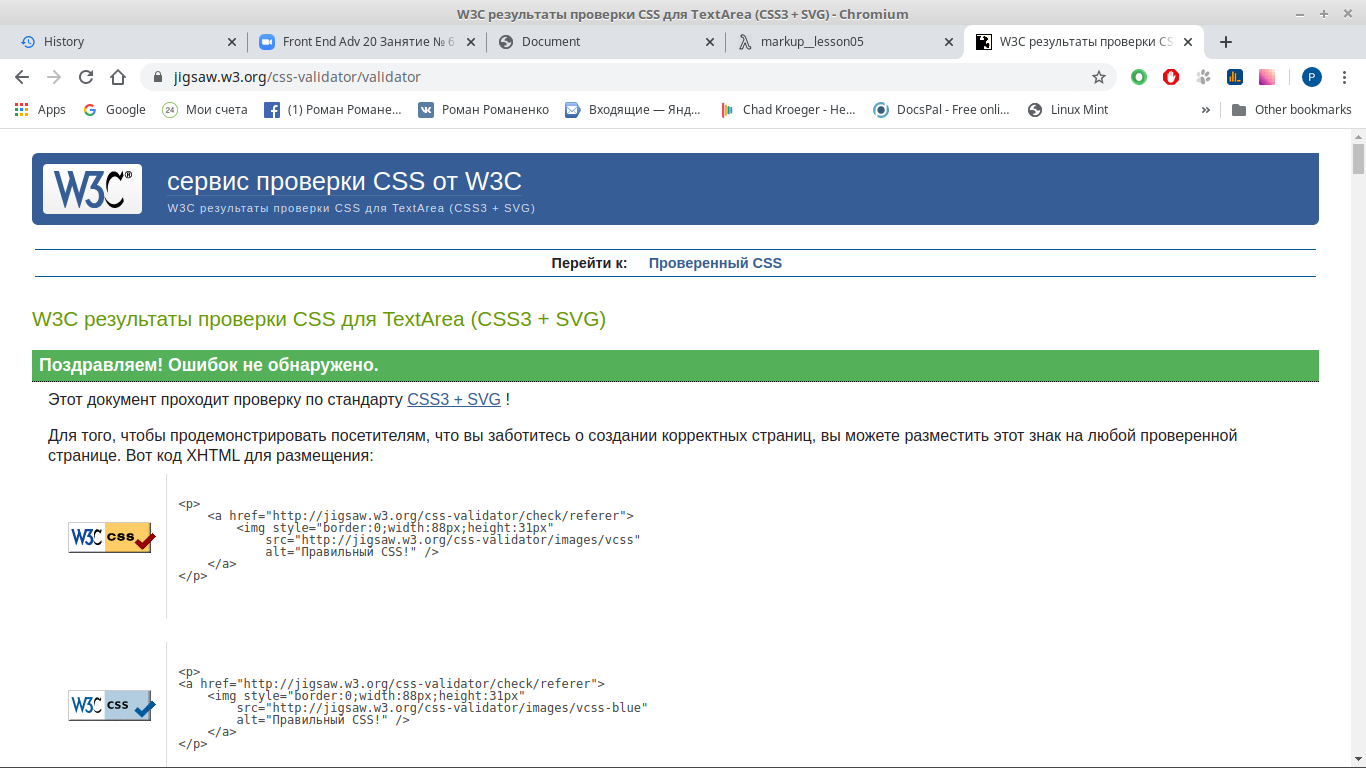 W3C результаты проверки CSS для TextArea (CSS3 + SVG) - Chromium
History
Front End Adv 20 Занятие № 6
Document
markup__lesson05
W3C результаты проверки CS
jigsaw.w3.org/css-validator/validator
P
Apps
Google
24 Мои счета
(1) Роман Романе...
Роман Романенко
Входящие — Янд...
Chad Kroeger - He...
DocsPal - Free onli...
Linux Mint
»
Other bookmarks
W3C®
сервис проверки CSS от W3C
W3C результаты проверки CSS для TextArea (CSS3 + SVG)
Перейти к: Проверенный CSS
W3C результаты проверки CSS для TextArea (CSS3 + SVG)
Поздравляем! Ошибок не обнаружено.
Этот документ проходит проверку по стандарту CSS3 + SVG !
Для того, чтобы продемонстрировать посетителям, что вы заботитесь о создании корректных страниц, вы можете разместить этот знак на любой проверенной
странице. Вот код XHTML для размещения:
W3C css
<p>
<a href="http://jigsaw.w3.org/css-validator/check/referer">
<img style="border:0;width:88px;height:31px"
src="http://jigsaw.w3.org/css-validator/images/vcss"
alt="Правильный CSS!" />
</a>
</p>
W3C css
<p>
<a href="http://jigsaw.w3.org/css-validator/check/referer">
<img style="border:0;width:88px;height:31px"
src="http://jigsaw.w3.org/css-validator/images/vcss-blue"
alt="Правильный CSS!" />
</a>
</p>